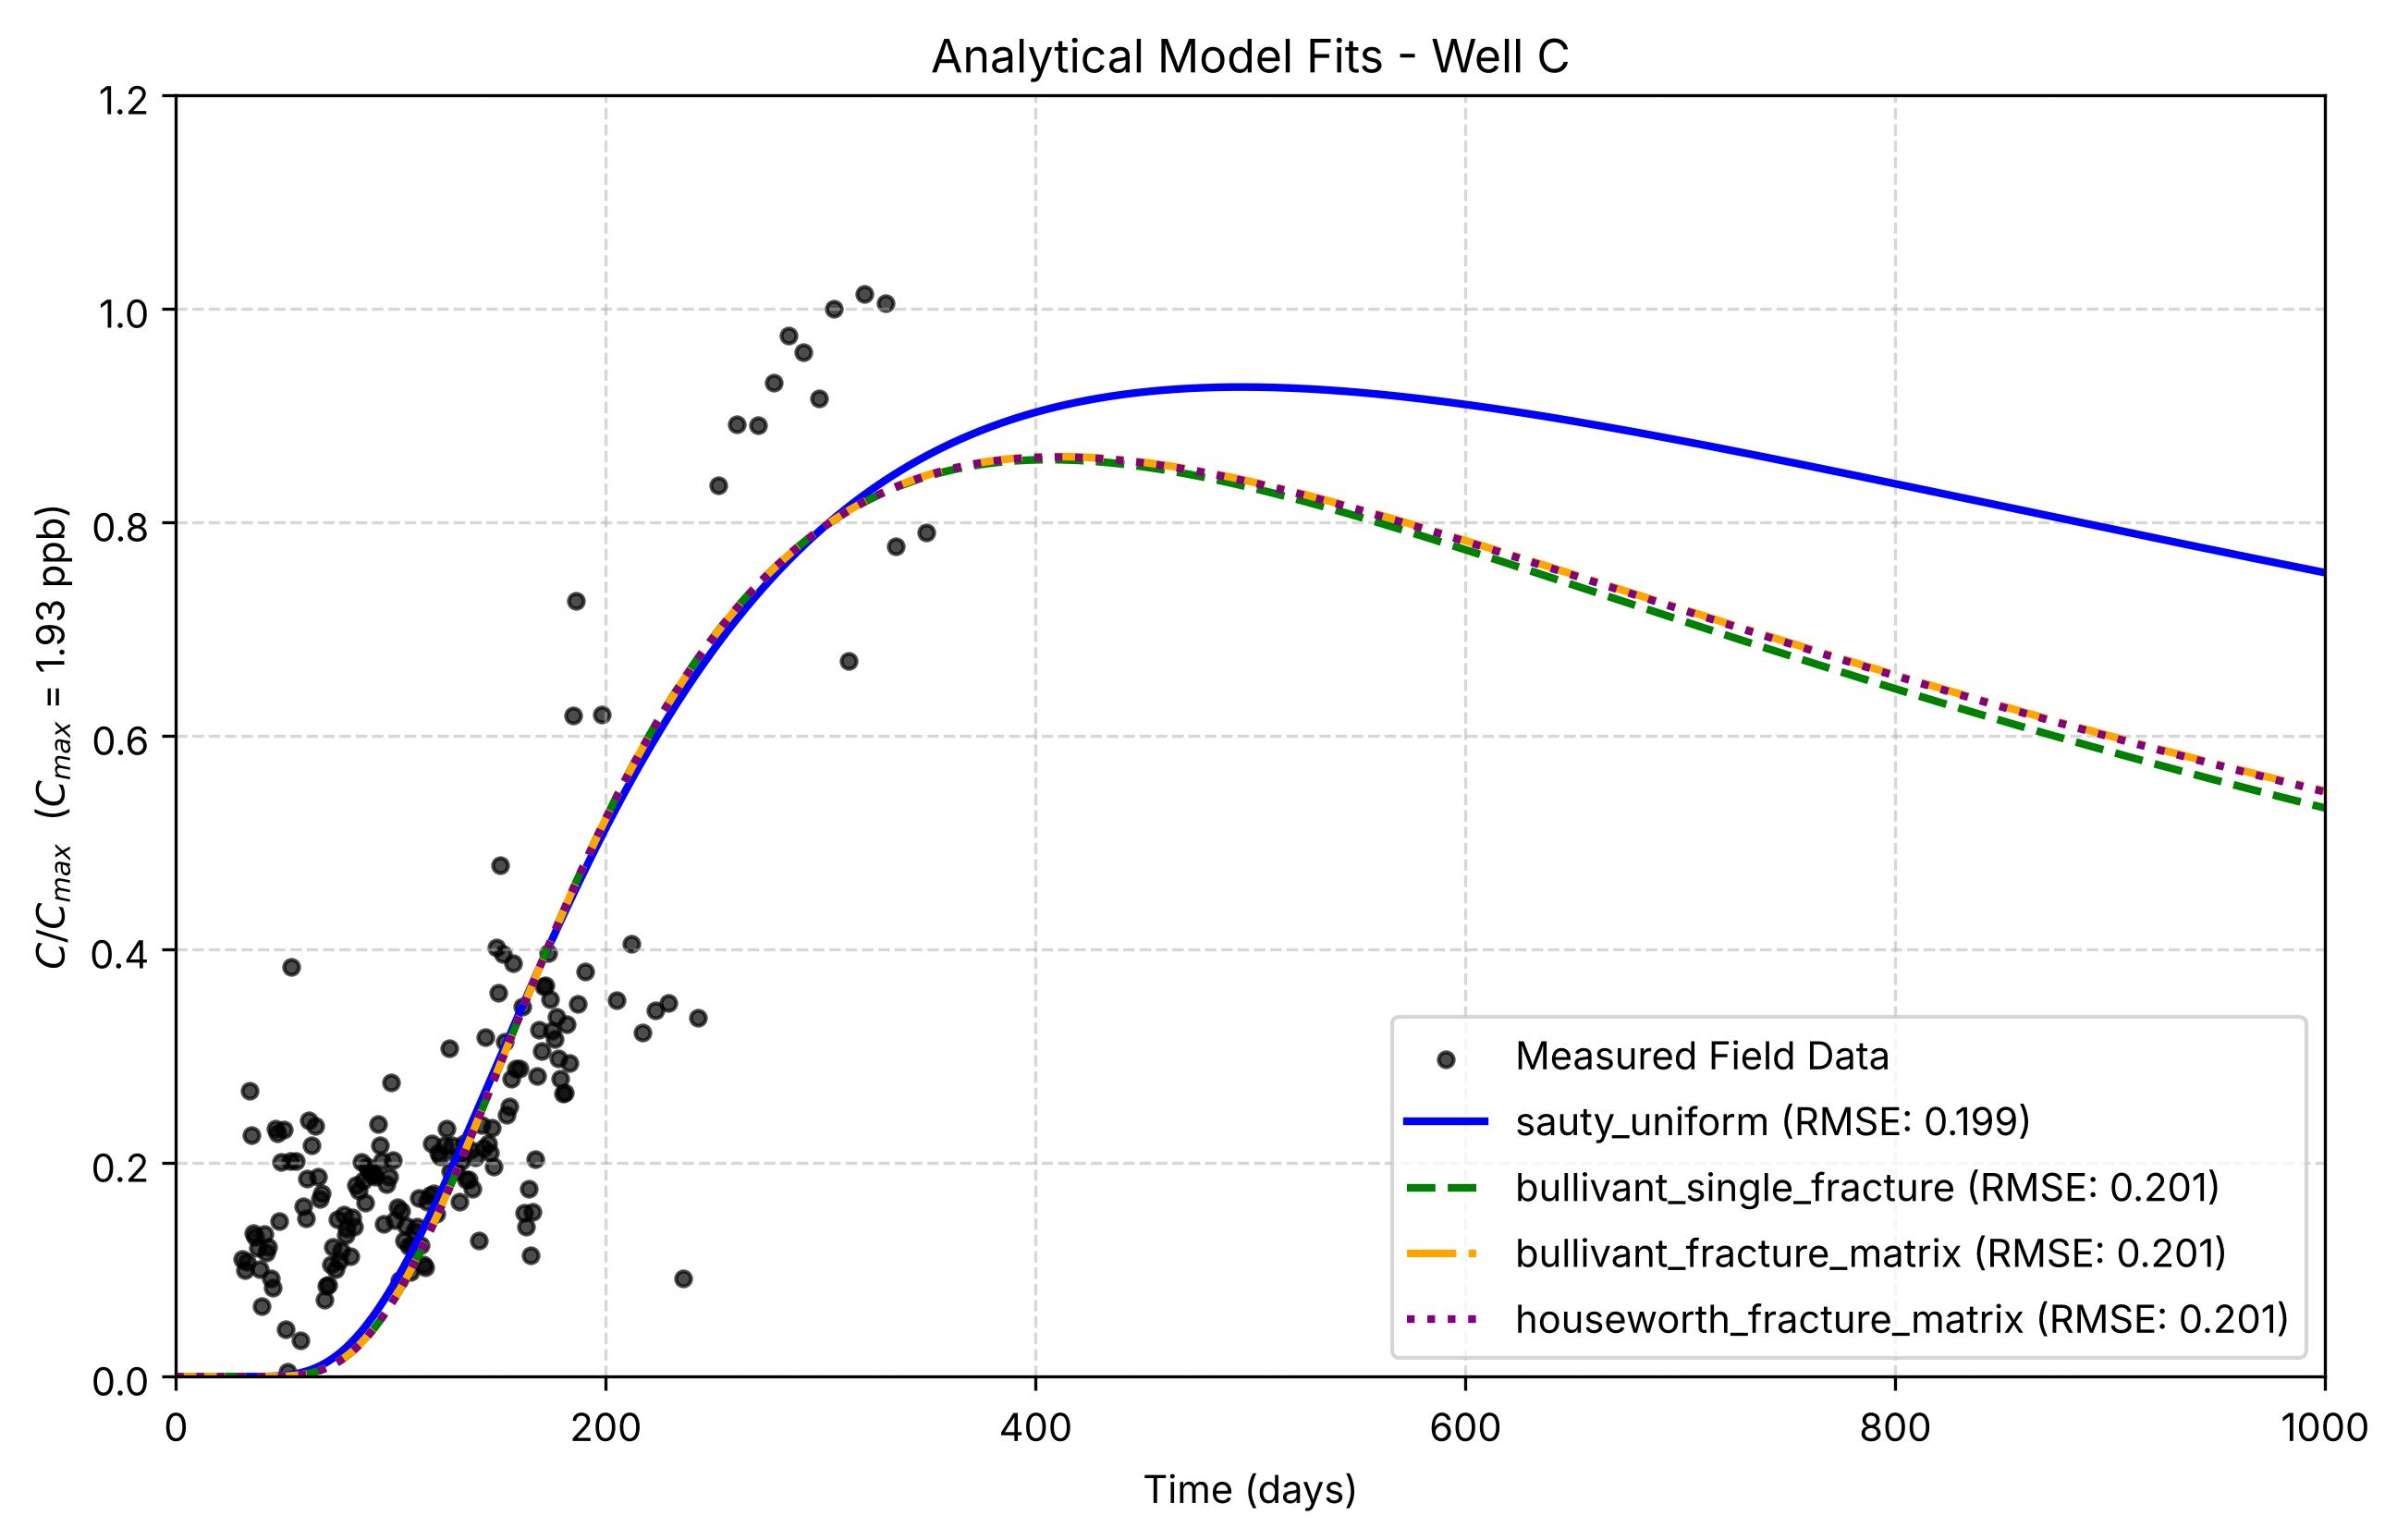 Analytical Model Fits - Well C
1.2
1.0
0.8
0.6
0.4
0.2
0.0
C/Cmax (Cmax = 1.93 ppb)
Measured Field Data
sauty_uniform (RMSE: 0.199)
bullivant_single_fracture (RMSE: 0.201)
bullivant_fracture_matrix (RMSE: 0.201)
houseworth_fracture_matrix (RMSE: 0.201)
0 200 400 600 800 1000
Time (days)